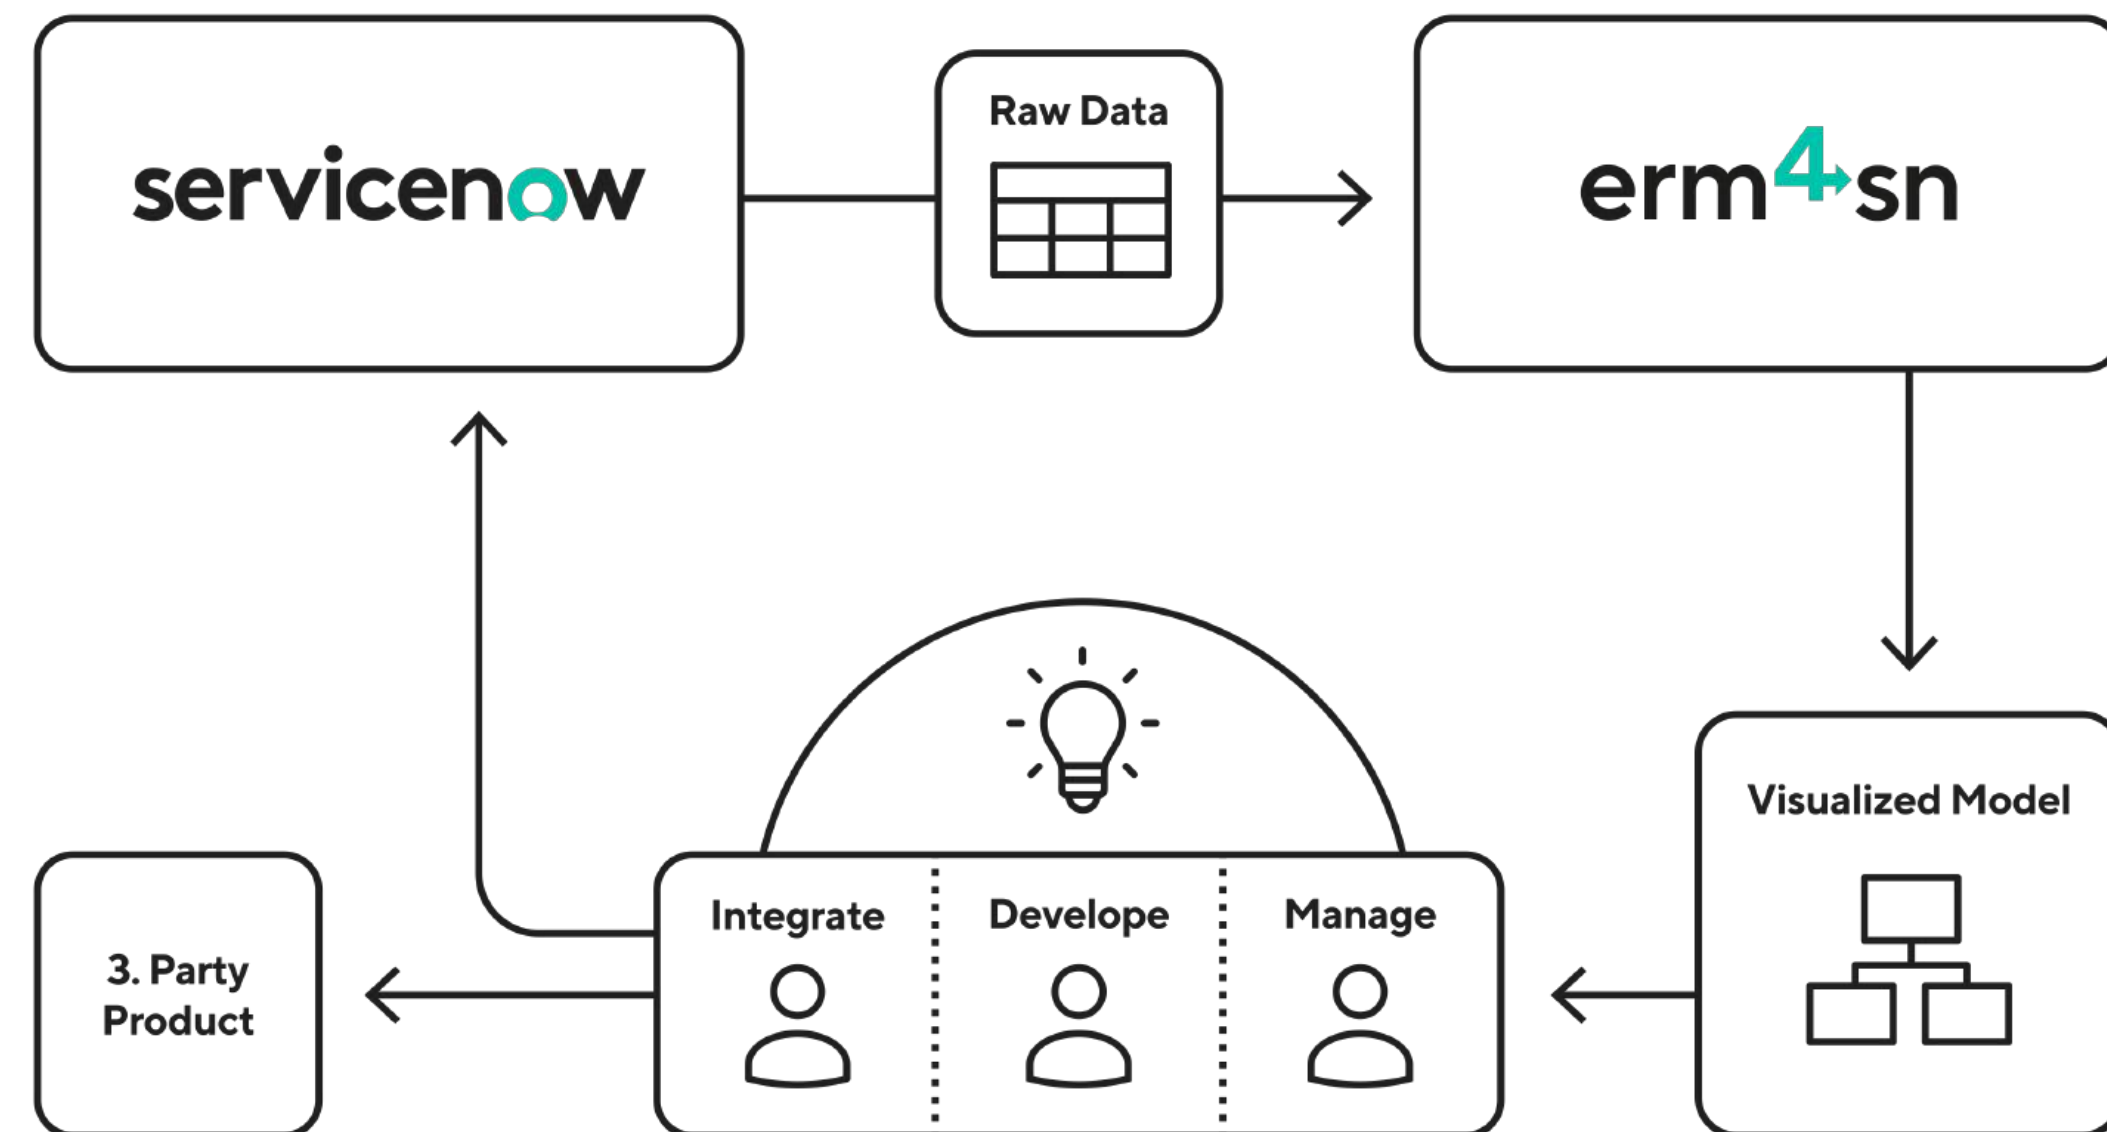 servicenow
Raw Data
erm4sn
Visualized Model
Integrate
Develope
Manage
3. Party
Product